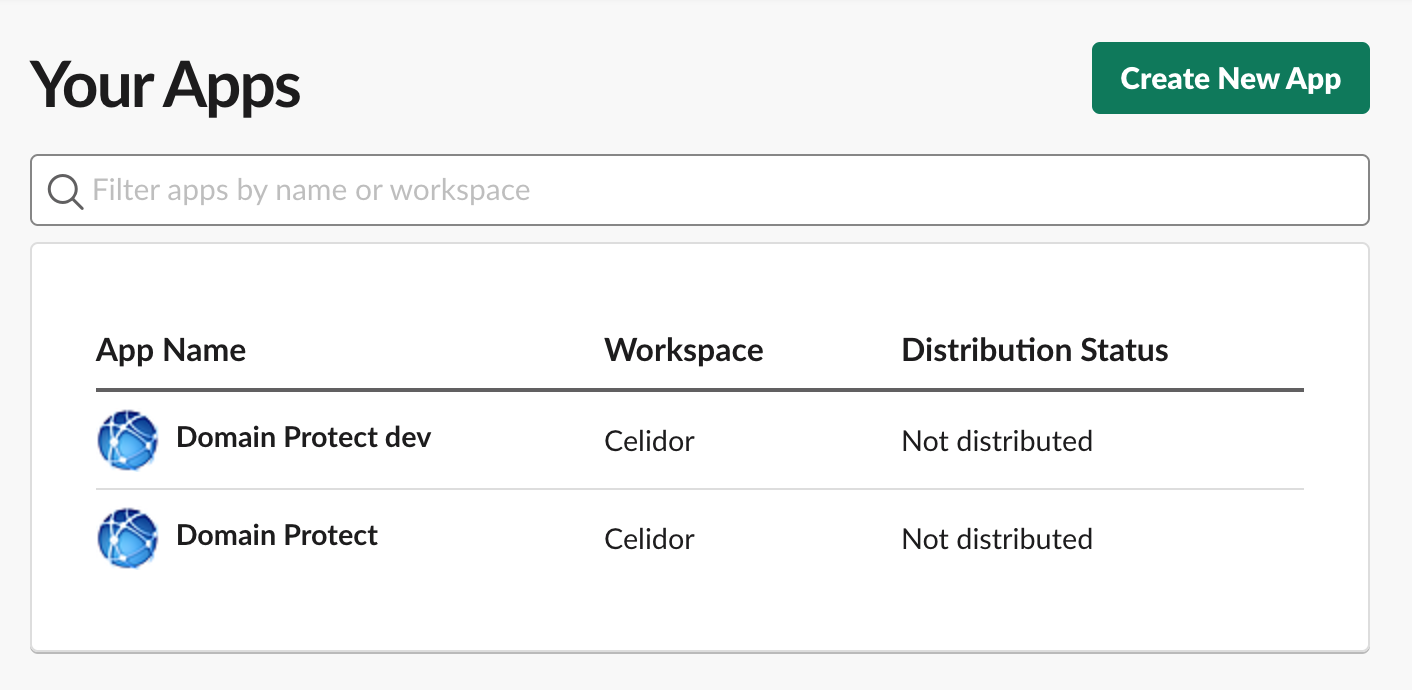 Your Apps
Create New App
Filter apps by name or workspace
App Name Workspace Distribution Status
Domain Protect dev Celidor Not distributed
Domain Protect Celidor Not distributed